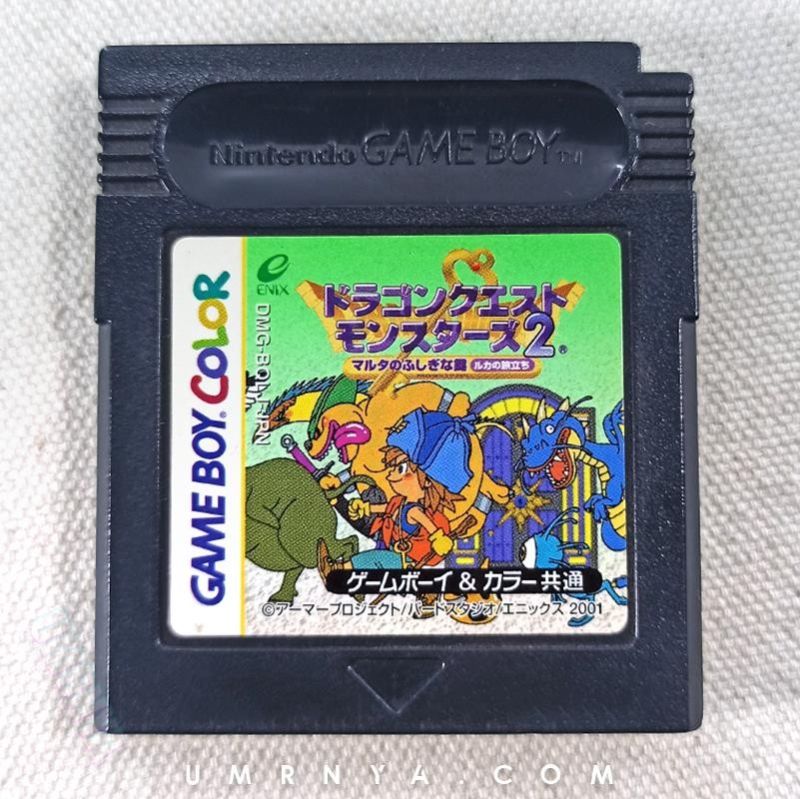 Nintendo GAME BOY TM
GAME BOY COLOR
ENIX
ドラゴンクエスト
モンスターズ2®
マルタのふしぎな鍵 ルカの旅立ち
ゲームボーイ & カラー共通
©アーマープロジェクト/バードスタジオ/エニックス 2001
UMRNYA.COM